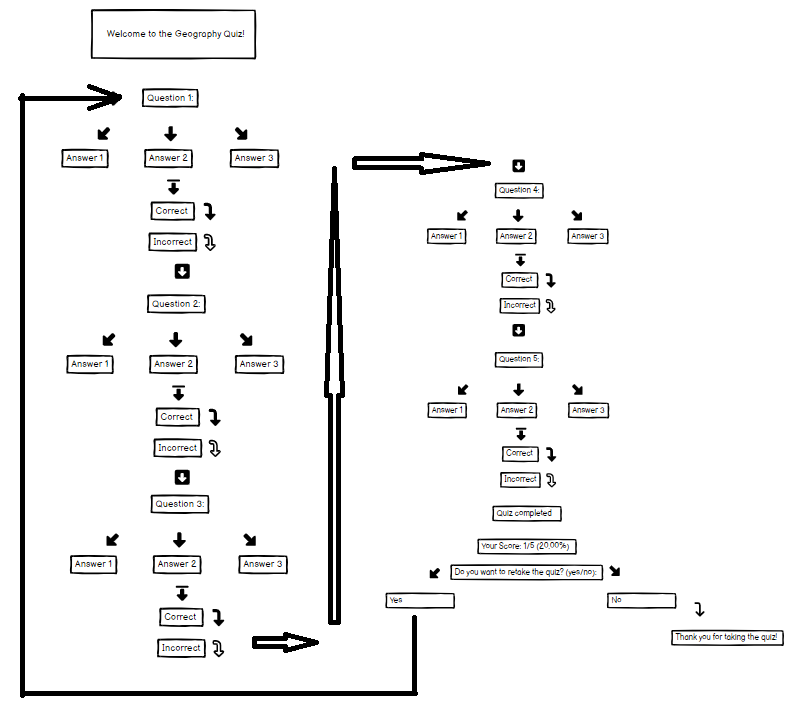 Welcome to the Geography Quiz!
Question 1:
Answer 1 Answer 2 Answer 3
Correct
Incorrect
Question 2:
Answer 1 Answer 2 Answer 3
Correct
Incorrect
Question 3:
Answer 1 Answer 2 Answer 3
Correct
Incorrect
Question 4:
Answer 1 Answer 2 Answer 3
Correct
Incorrect
Question 5:
Answer 1 Answer 2 Answer 3
Correct
Incorrect
Quiz completed
Your Score: 1/5 (20.00%)
Do you want to retake the quiz? (yes/no):
Yes No
Thank you for taking the quiz!